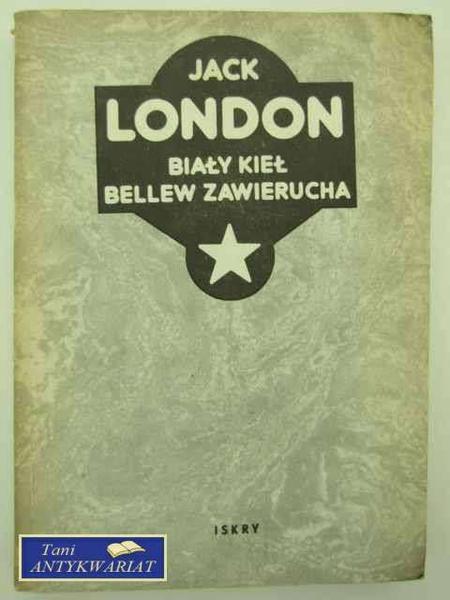 JACK
LONDON
BIAŁY KIEŁ
BELLEW ZAWIERUCHA
ISKRY
Tani
ANTYKWARIAT